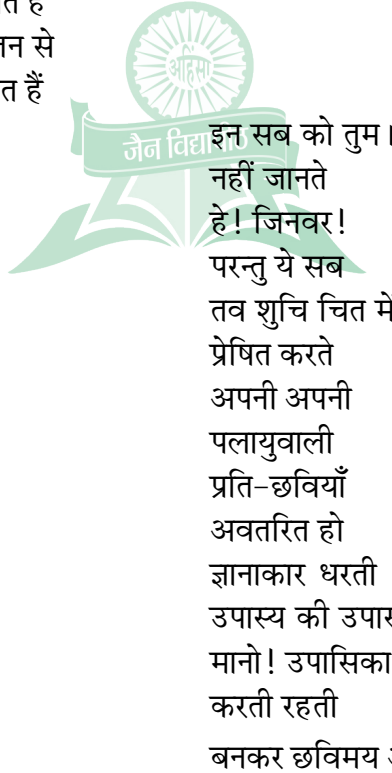 ते हैं
न से
त हैं
अहिंसा
जैन विद्यापीठ
इन सब को तुम।
नहीं जानते
हे! जिनवर!
परन्तु ये सब
तव शुचि चित में
प्रेषित करते
अपनी अपनी
पलायुवाली
प्रति-छवियाँ
अवतरित हो
ज्ञानाकार धरती
उपास्य की
मानो! उपासिका
करती रहती
बनकर छविमय